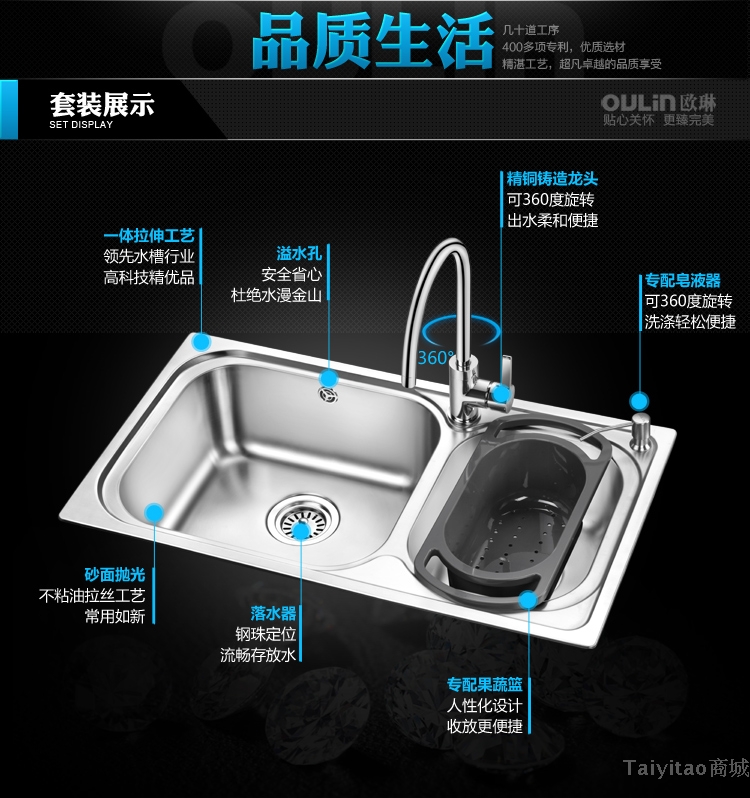 品质生活
几十道工序
400多项专利，优质选材
精湛工艺，超凡卓越的品质享受
套装展示
SET DISPLAY
OULin欧琳
贴心关怀 更臻完美
精铜铸造龙头
可360度旋转
出水柔和便捷
一体拉伸工艺
领先水槽行业
高科技精优品
溢水孔
安全省心
杜绝水漫金山
专配皂液器
可360度旋转
洗涤轻松便捷
360°
砂面抛光
不粘油拉丝工艺
常用如新
落水器
钢珠定位
流畅存放水
专配果蔬篮
人性化设计
收放更便捷
Taiyitao商城